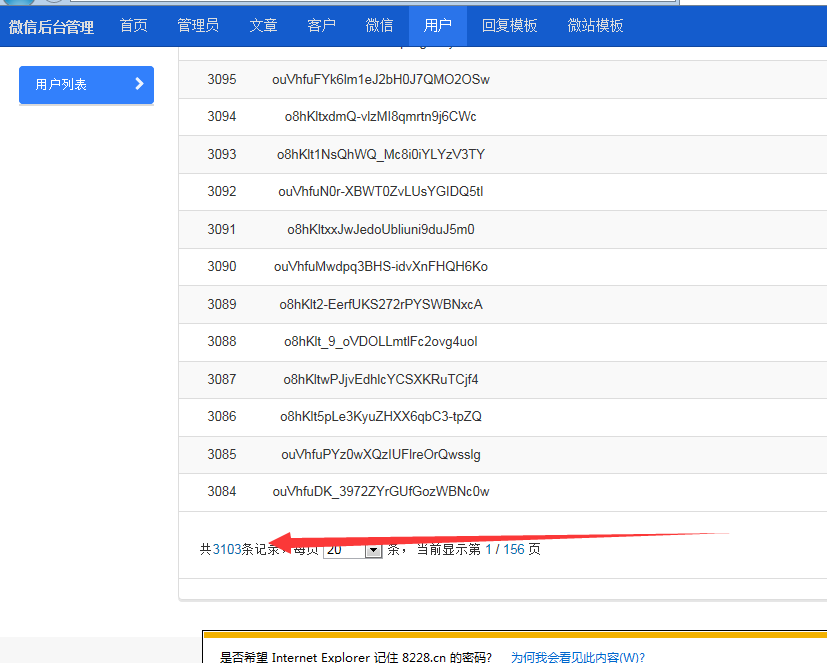 微信后台管理 首页 管理员 文章 客户 微信 用户 回复模板 微站模板
用户列表
3095 ouVhfuFYk6lm1eJ2bH0J7QMO2OSw
3094 o8hKltxdmQ-vlzMI8qmrtn9j6CWc
3093 o8hKlt1NsQhWQ_Mc8i0iYLYzV3TY
3092 ouVhfuN0r-XBWT0ZvLUsYGIDQ5tI
3091 o8hKltxxJwJedoUbliuni9duJ5m0
3090 ouVhfuMwdpq3BHS-idvXnFHQH6Ko
3089 o8hKlt2-EerfUKS272rPYSWBNxcA
3088 o8hKlt_9_oVDOLLmtlFc2ovg4uoI
3087 o8hKltwPJjvEdhlcYCSXKRuTCjf4
3086 o8hKlt5pLe3KyuZHXX6qbC3-tpZQ
3085 ouVhfuPYz0wXQzIUFlreOrQwsslg
3084 ouVhfuDK_3972ZYrGUfGozWBNc0w
共3103条记录 每页 20 条， 当前显示第 1 / 156 页
是否希望 Internet Explorer 记住 8228.cn 的密码? 为何我会看见此内容(W)?